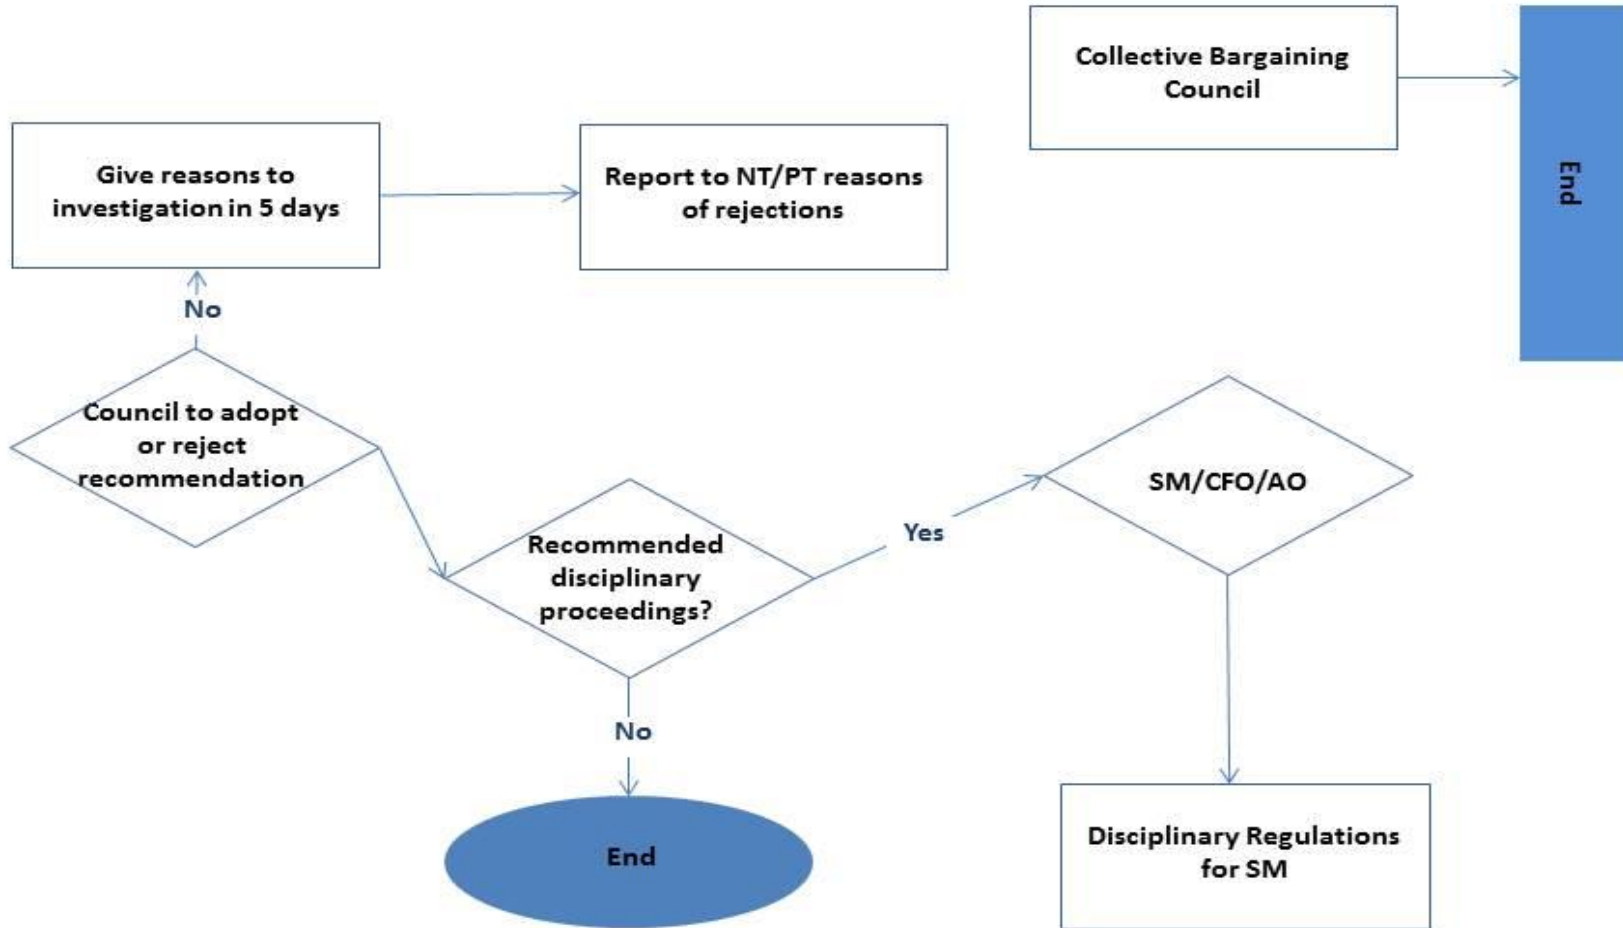 Collective Bargaining
Council
End
Give reasons to
investigation in 5 days
Report to NT/PT reasons
of rejections
No
Council to adopt
or reject
recommendation
SM/CFO/AO
Yes
Recommended
disciplinary
proceedings?
No
End
Disciplinary Regulations
for SM